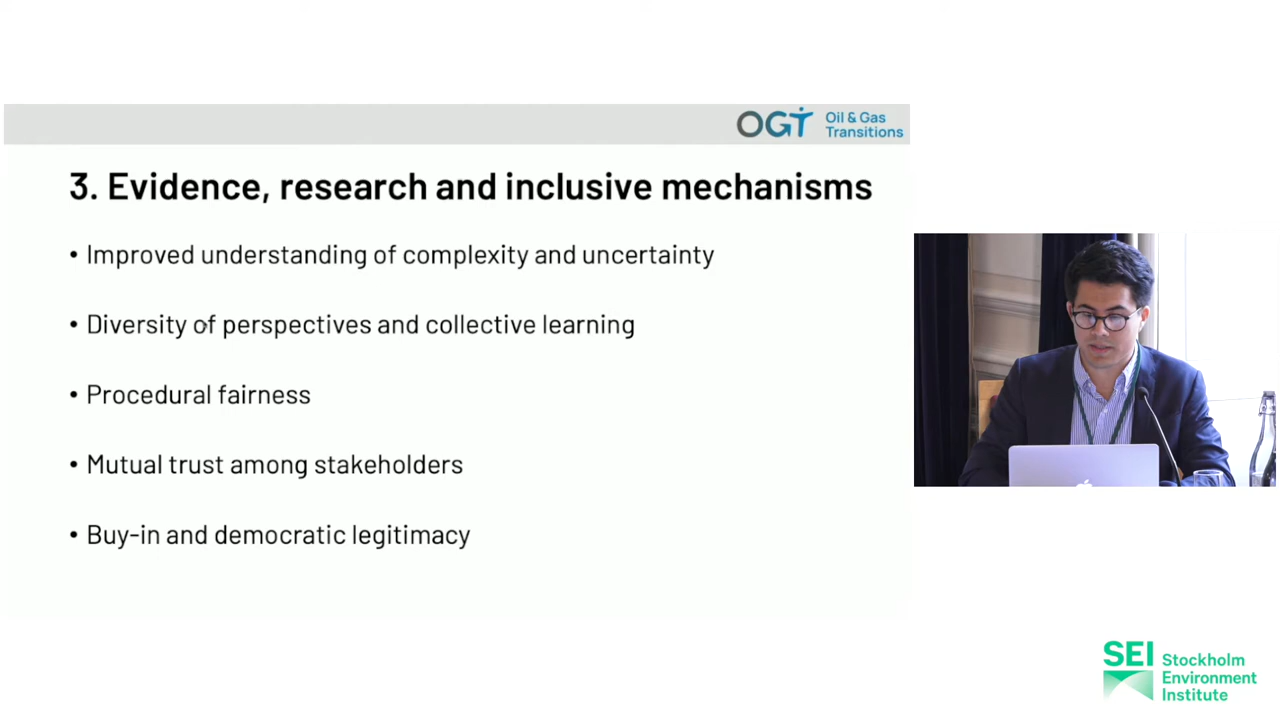 OGT Oil & Gas
Transitions
3. Evidence, research and inclusive mechanisms
• Improved understanding of complexity and uncertainty
• Diversity of perspectives and collective learning
• Procedural fairness
• Mutual trust among stakeholders
• Buy-in and democratic legitimacy
SEI Stockholm
Environment
Institute